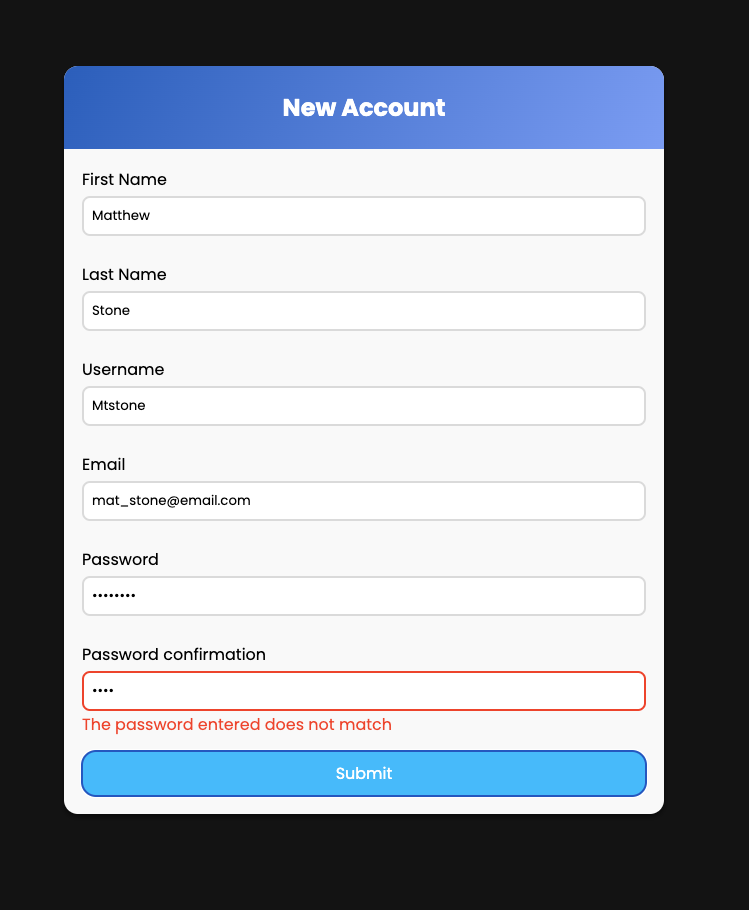 New Account
First Name
Matthew
Last Name
Stone
Username
Mtstone
Email
mat_stone@email.com
Password
••••••••
Password confirmation
••••
The password entered does not match
Submit